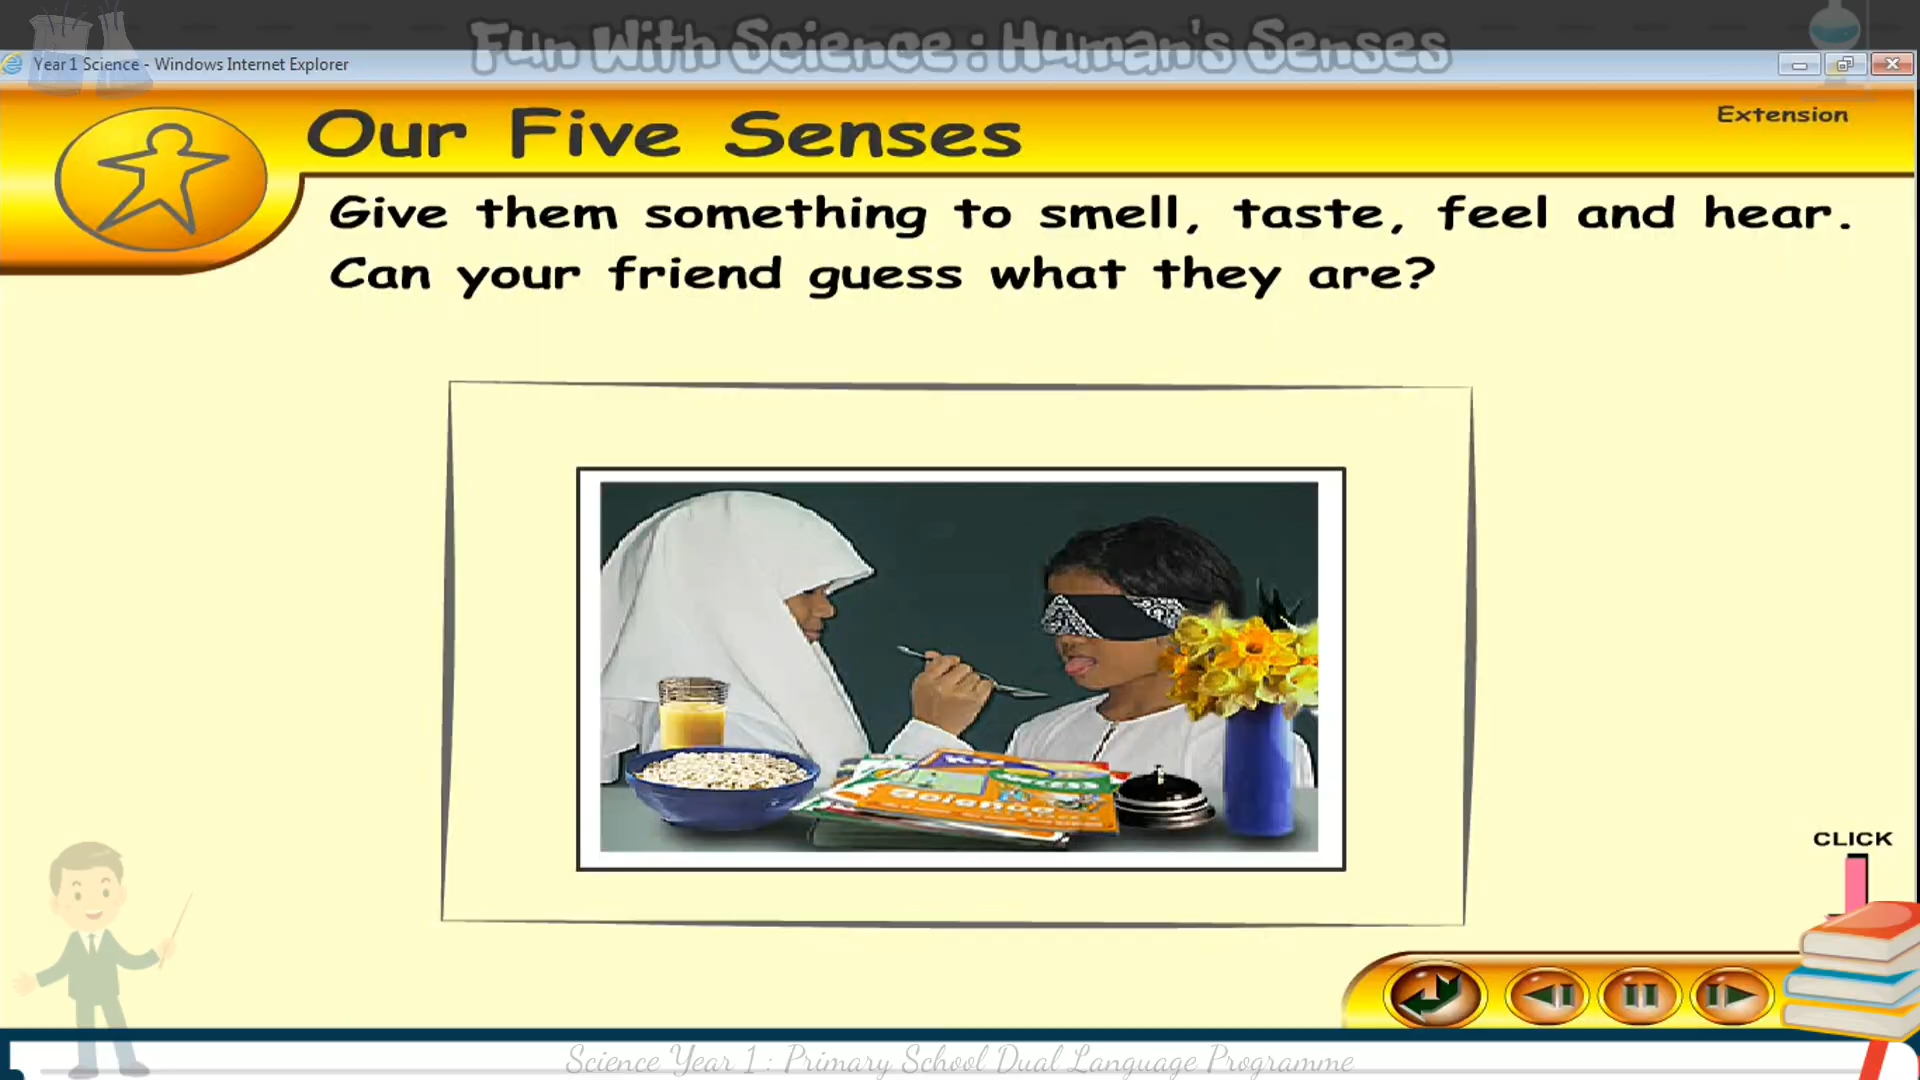 Fun With Science : Human's Senses
Year 1 Science - Windows Internet Explorer
Our Five Senses
Extension
Give them something to smell, taste, feel and hear.
Can your friend guess what they are?
Science
CLICK
Science Year 1 : Primary School Dual Language Programme